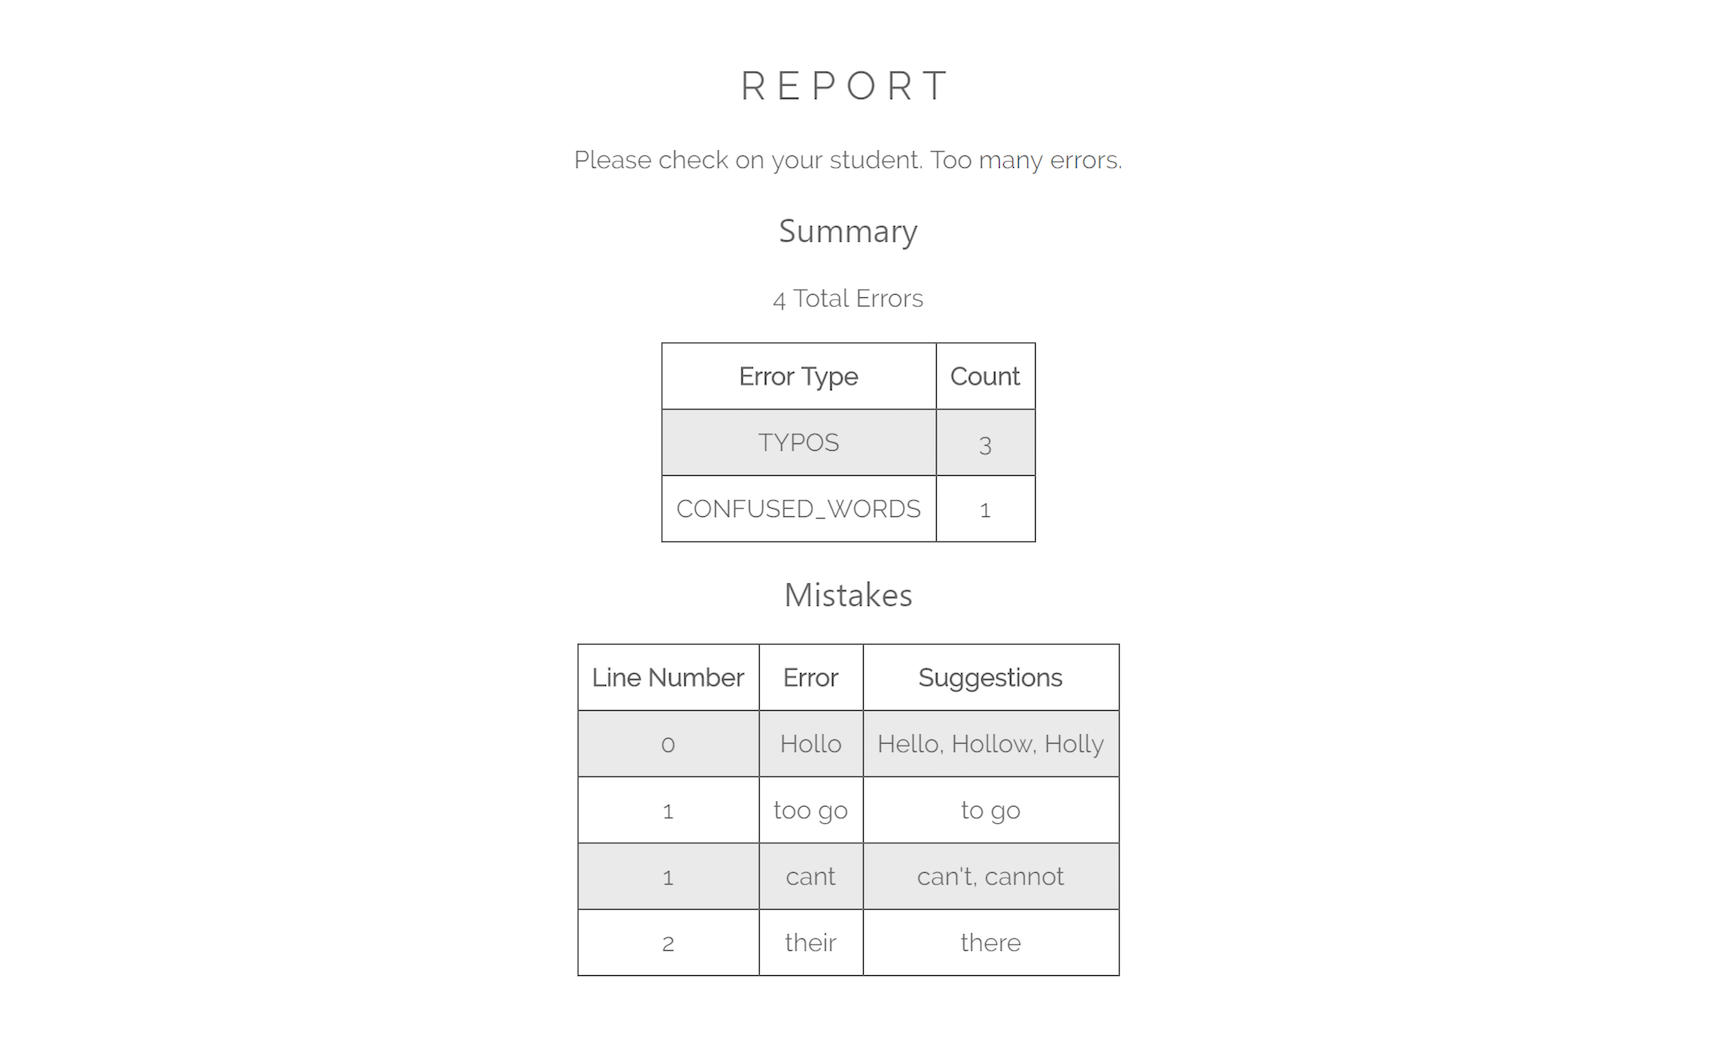 REPORT
Please check on your student. Too many errors.
Summary
4 Total Errors
Error Type Count
TYPOS 3
CONFUSED_WORDS 1
Mistakes
Line Number Error Suggestions
0 Hollo Hello, Hollow, Holly
1 too go to go
1 cant can't, cannot
2 their there